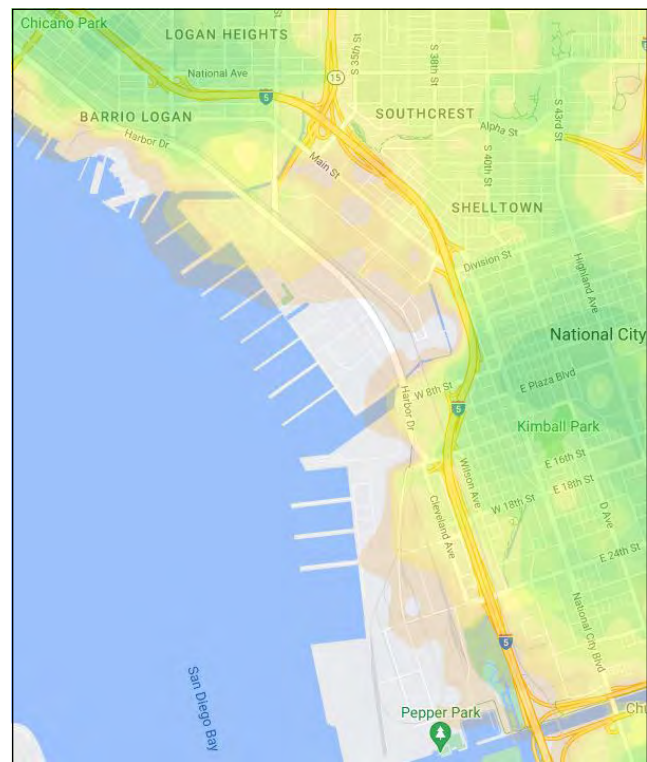 Chicano Park
LOGAN HEIGHTS
S 35th St
S 38th St
National Ave
15
5
S 43rd St
BARRIO LOGAN
Harbor Dr
SOUTHCREST
Alpha St
Main St
S 40th St
SHELLTOWN
Division St
Highland Ave
National City
E Plaza Blvd
W 8th St
Harbor Dr
5
Kimball Park
E 16th St
Wilson Ave
E 18th St
W 18th St
Cleveland Ave
D Ave
E 24th St
National City Blvd
5
San Diego Bay
Pepper Park
Chu